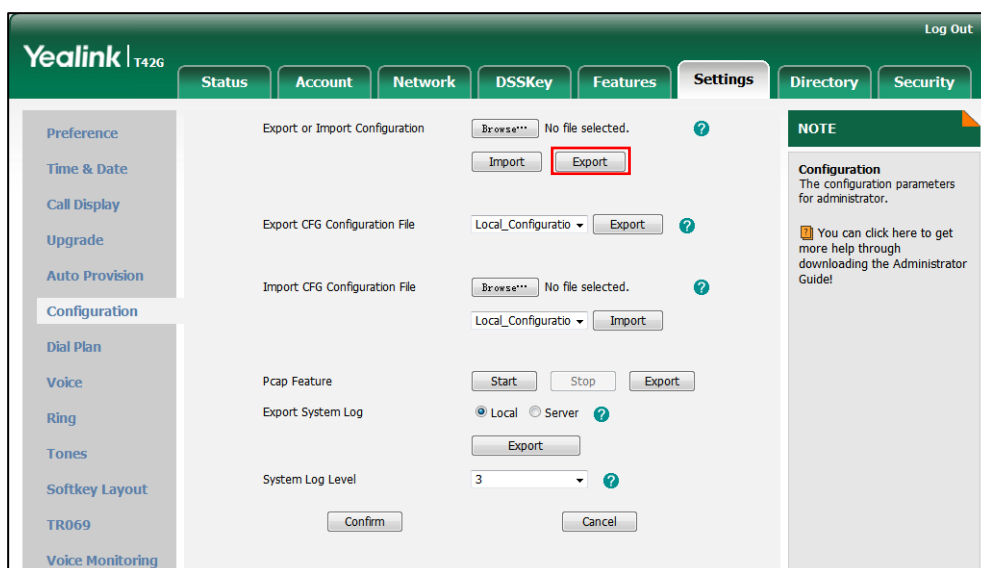 Log Out
Yealink | T42G
Status Account Network DSSKey Features Settings Directory Security
Preference
Time & Date
Call Display
Upgrade
Auto Provision
Configuration
Dial Plan
Voice
Ring
Tones
Softkey Layout
TR069
Voice Monitoring
Export or Import Configuration Browse... No file selected. ?
Import Export
Export CFG Configuration File Local_Configuratio Export ?
Import CFG Configuration File Browse... No file selected. ?
Local_Configuratio Import
Pcap Feature Start Stop Export
Export System Log Local Server ?
Export
System Log Level 3 ?
Confirm Cancel
NOTE
Configuration
The configuration parameters
for administrator.
? You can click here to get
more help through
downloading the Administrator
Guide!